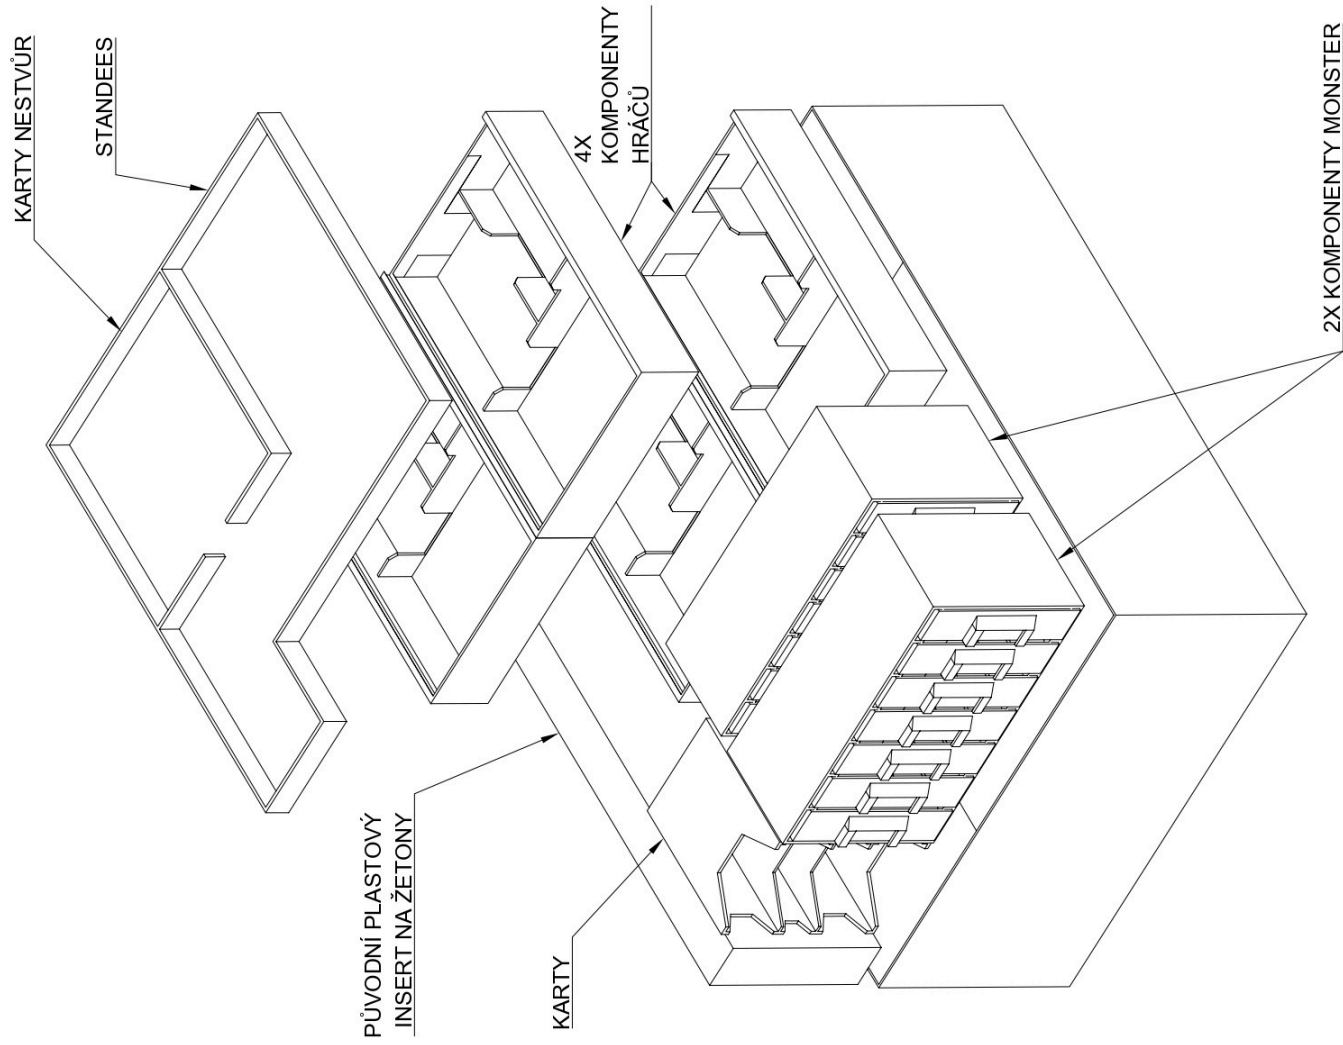 KARTY NESTVŮR
STANDEES
4X
KOMPONENTY
HRÁČŮ
PŮVODNÍ PLASTOVÝ
INSERT NA ŽETONY
KARTY
2X KOMPONENTY MONSTER